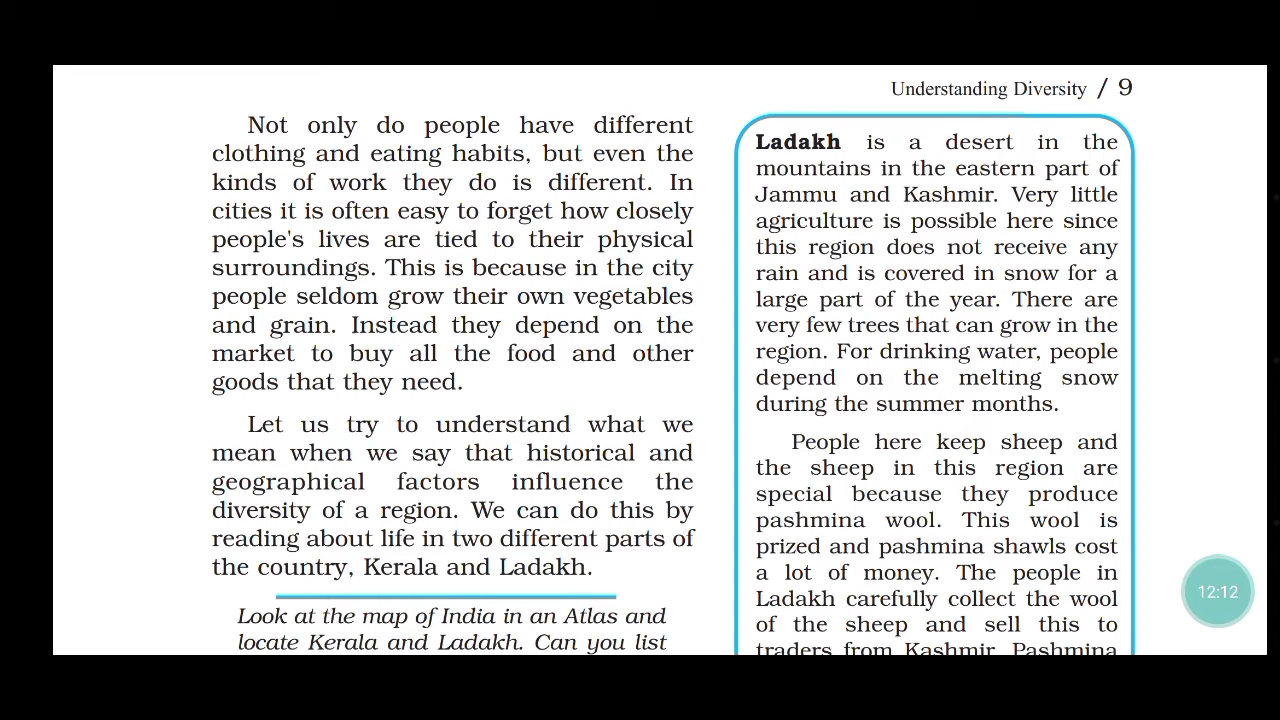 Understanding Diversity / 9
Not only do people have different
clothing and eating habits, but even the
kinds of work they do is different. In
cities it is often easy to forget how closely
people's lives are tied to their physical
surroundings. This is because in the city
people seldom grow their own vegetables
and grain. Instead they depend on the
market to buy all the food and other
goods that they need.
Let us try to understand what we
mean when we say that historical and
geographical factors influence the
diversity of a region. We can do this by
reading about life in two different parts of
the country, Kerala and Ladakh.
Look at the map of India in an Atlas and
locate Kerala and Ladakh. Can you list
Ladakh is a desert in the
mountains in the eastern part of
Jammu and Kashmir. Very little
agriculture is possible here since
this region does not receive any
rain and is covered in snow for a
large part of the year. There are
very few trees that can grow in the
region. For drinking water, people
depend on the melting snow
during the summer months.
People here keep sheep and
the sheep in this region are
special because they produce
pashmina wool. This wool is
prized and pashmina shawls cost
a lot of money. The people in
Ladakh carefully collect the wool
of the sheep and sell this to
traders from Kashmir. Pashmina
12:12